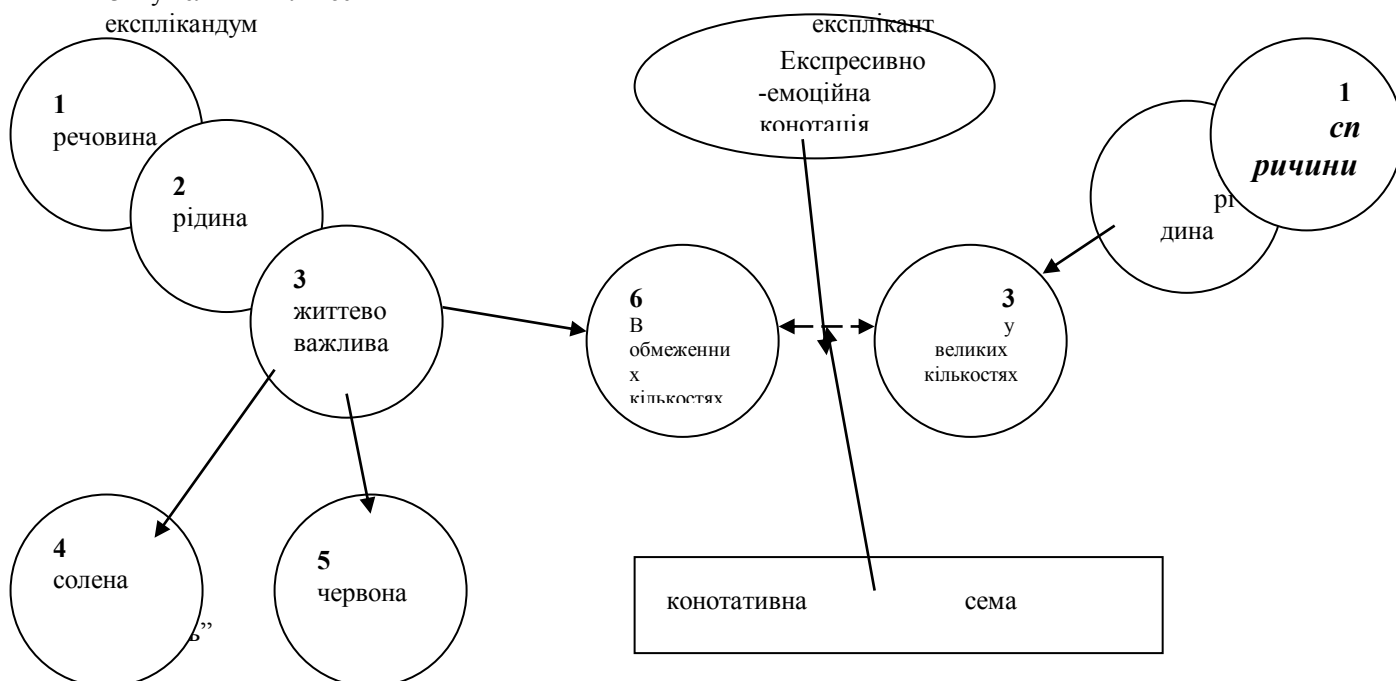 експлікандум
експлікант
1
речовина
2
рідина
3
життево
важлива
4
солена
5
червона
6
В
обмеженни
х
кількостях
Експресивно
-емоційна
конотація
3
у
великих
кількостях
рі
дина
1
сп
ричини
конотативна сема
ь”